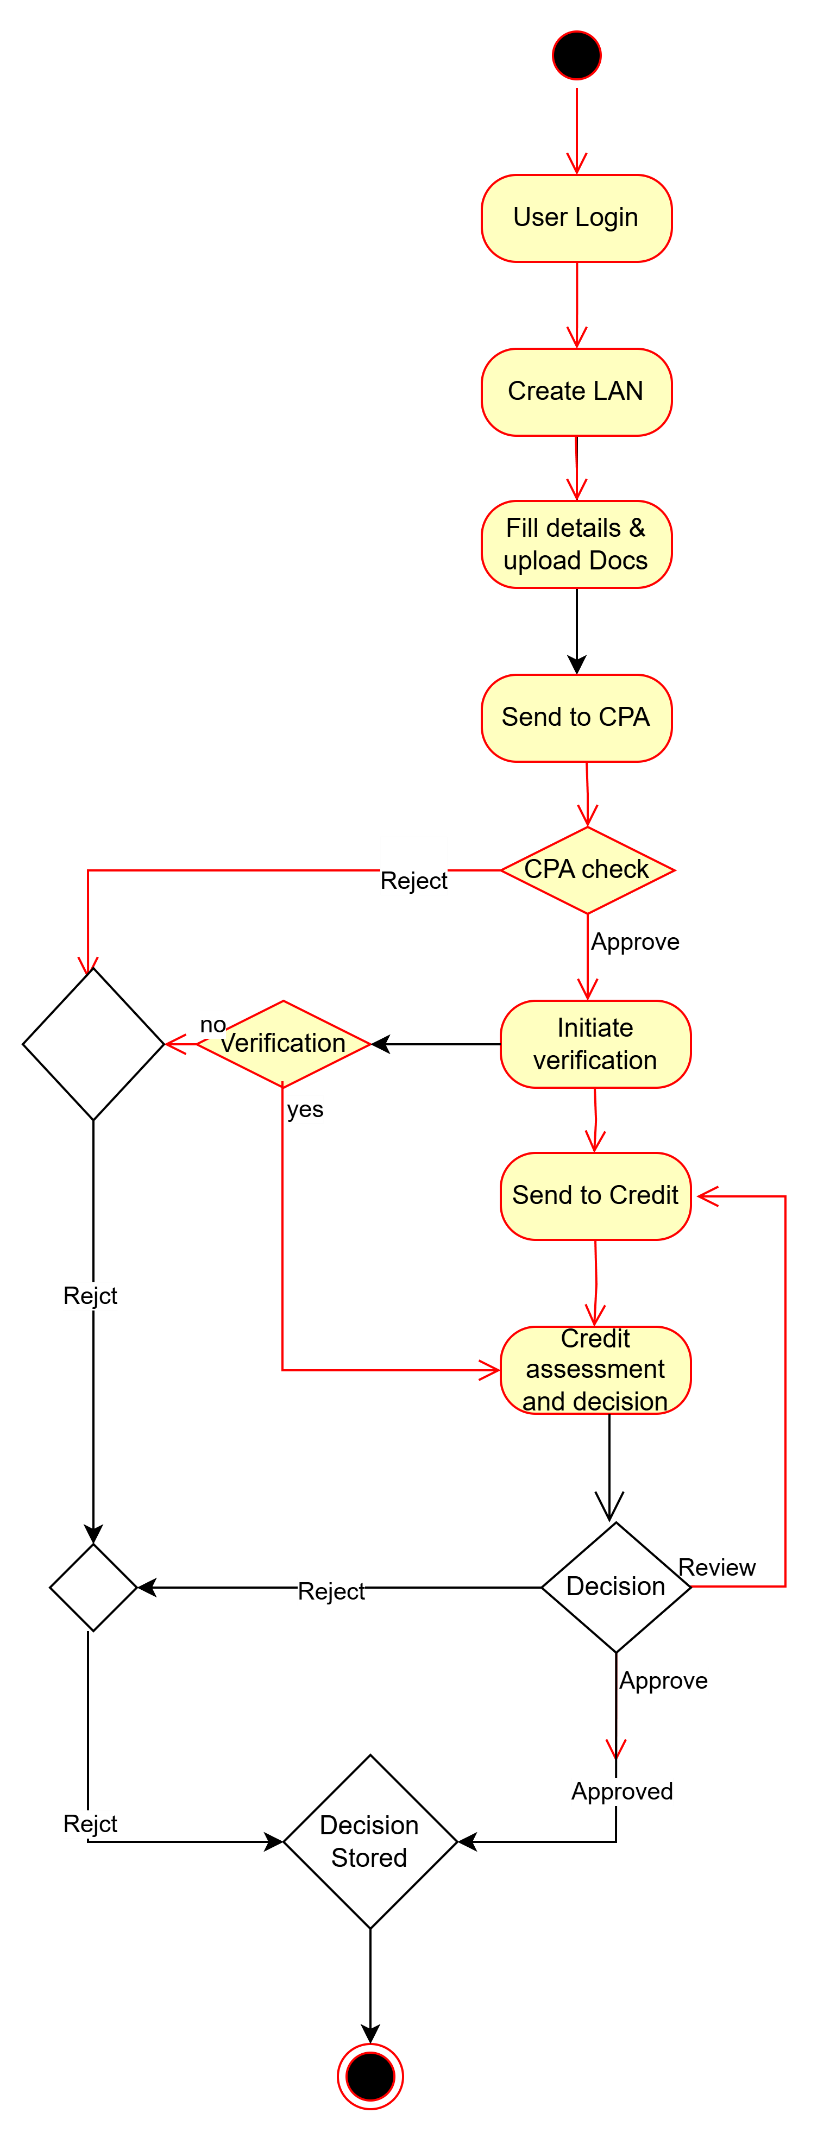 User Login
Create LAN
Fill details &
upload Docs
Send to CPA
CPA check
Reject
Approve
no
Verification
Initiate
verification
yes
Send to Credit
Rejct
Credit
assessment
and decision
Review
Decision
Reject
Approve
Approved
Rejct
Decision
Stored